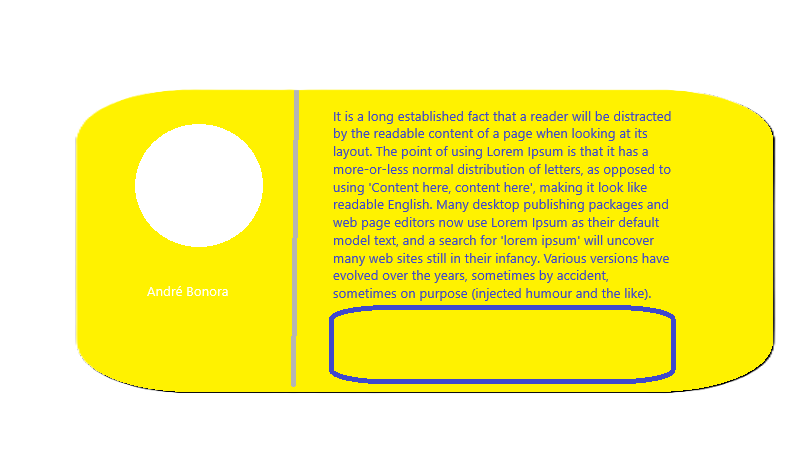 André Bonora
It is a long established fact that a reader will be distracted
by the readable content of a page when looking at its
layout. The point of using Lorem Ipsum is that it has a
more-or-less normal distribution of letters, as opposed to
using 'Content here, content here', making it look like
readable English. Many desktop publishing packages and
web page editors now use Lorem Ipsum as their default
model text, and a search for 'lorem ipsum' will uncover
many web sites still in their infancy. Various versions have
evolved over the years, sometimes by accident,
sometimes on purpose (injected humour and the like).